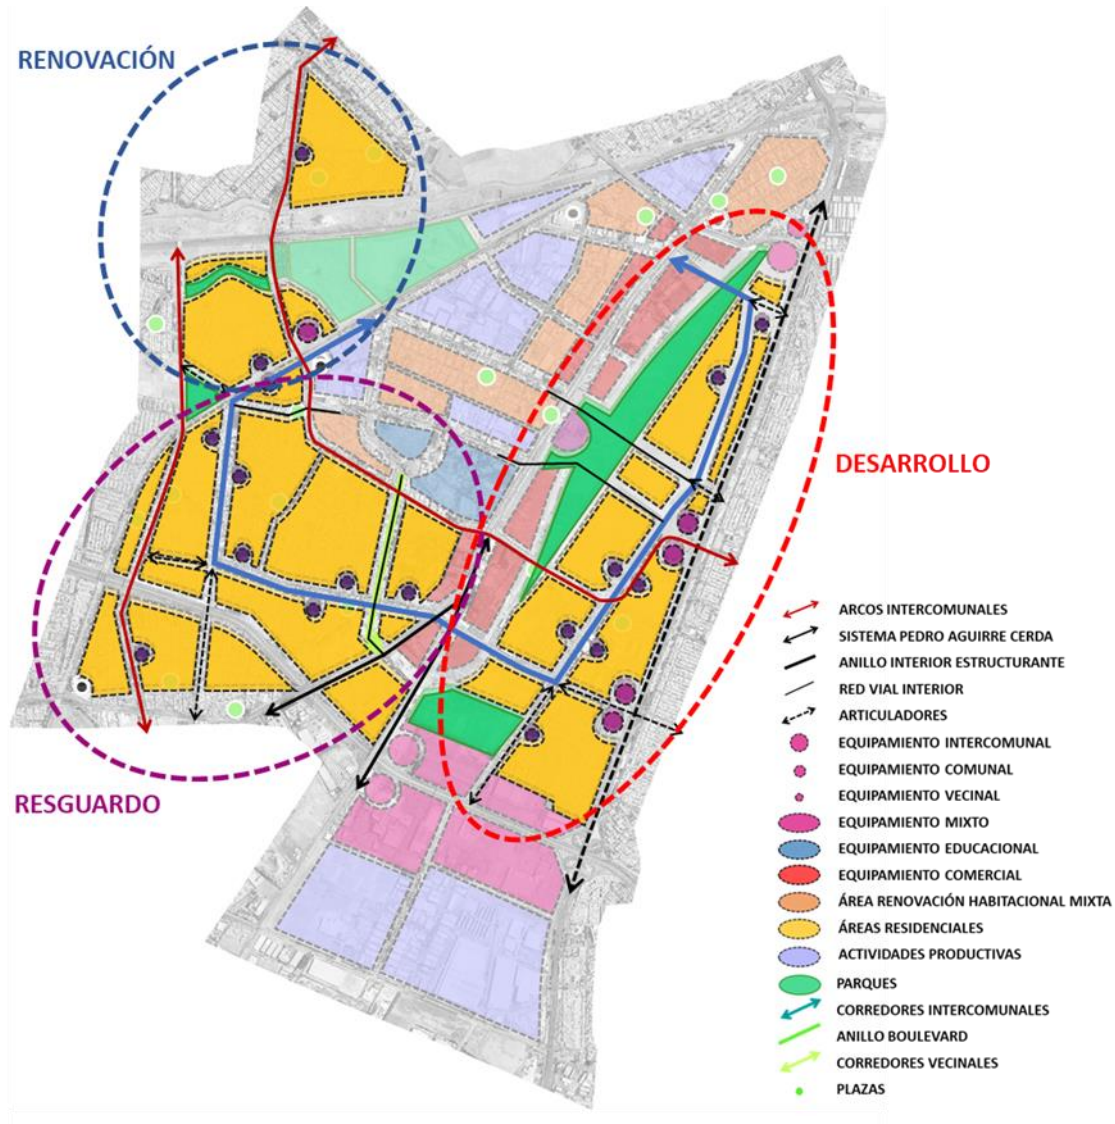 RENOVACIÓN
DESARROLLO
RESGUARDO
ARCOS INTERCOMUNALES
SISTEMA PEDRO AGUIRRE CERDA
ANILLO INTERIOR ESTRUCTURANTE
RED VIAL INTERIOR
ARTICULADORES
EQUIPAMIENTO INTERCOMUNAL
EQUIPAMIENTO COMUNAL
EQUIPAMIENTO VECINAL
EQUIPAMIENTO MIXTO
EQUIPAMIENTO EDUCACIONAL
EQUIPAMIENTO COMERCIAL
ÁREA RENOVACIÓN HABITACIONAL MIXTA
ÁREAS RESIDENCIALES
ACTIVIDADES PRODUCTIVAS
PARQUES
CORREDORES INTERCOMUNALES
ANILLO BOULEVARD
CORREDORES VECINALES
PLAZAS